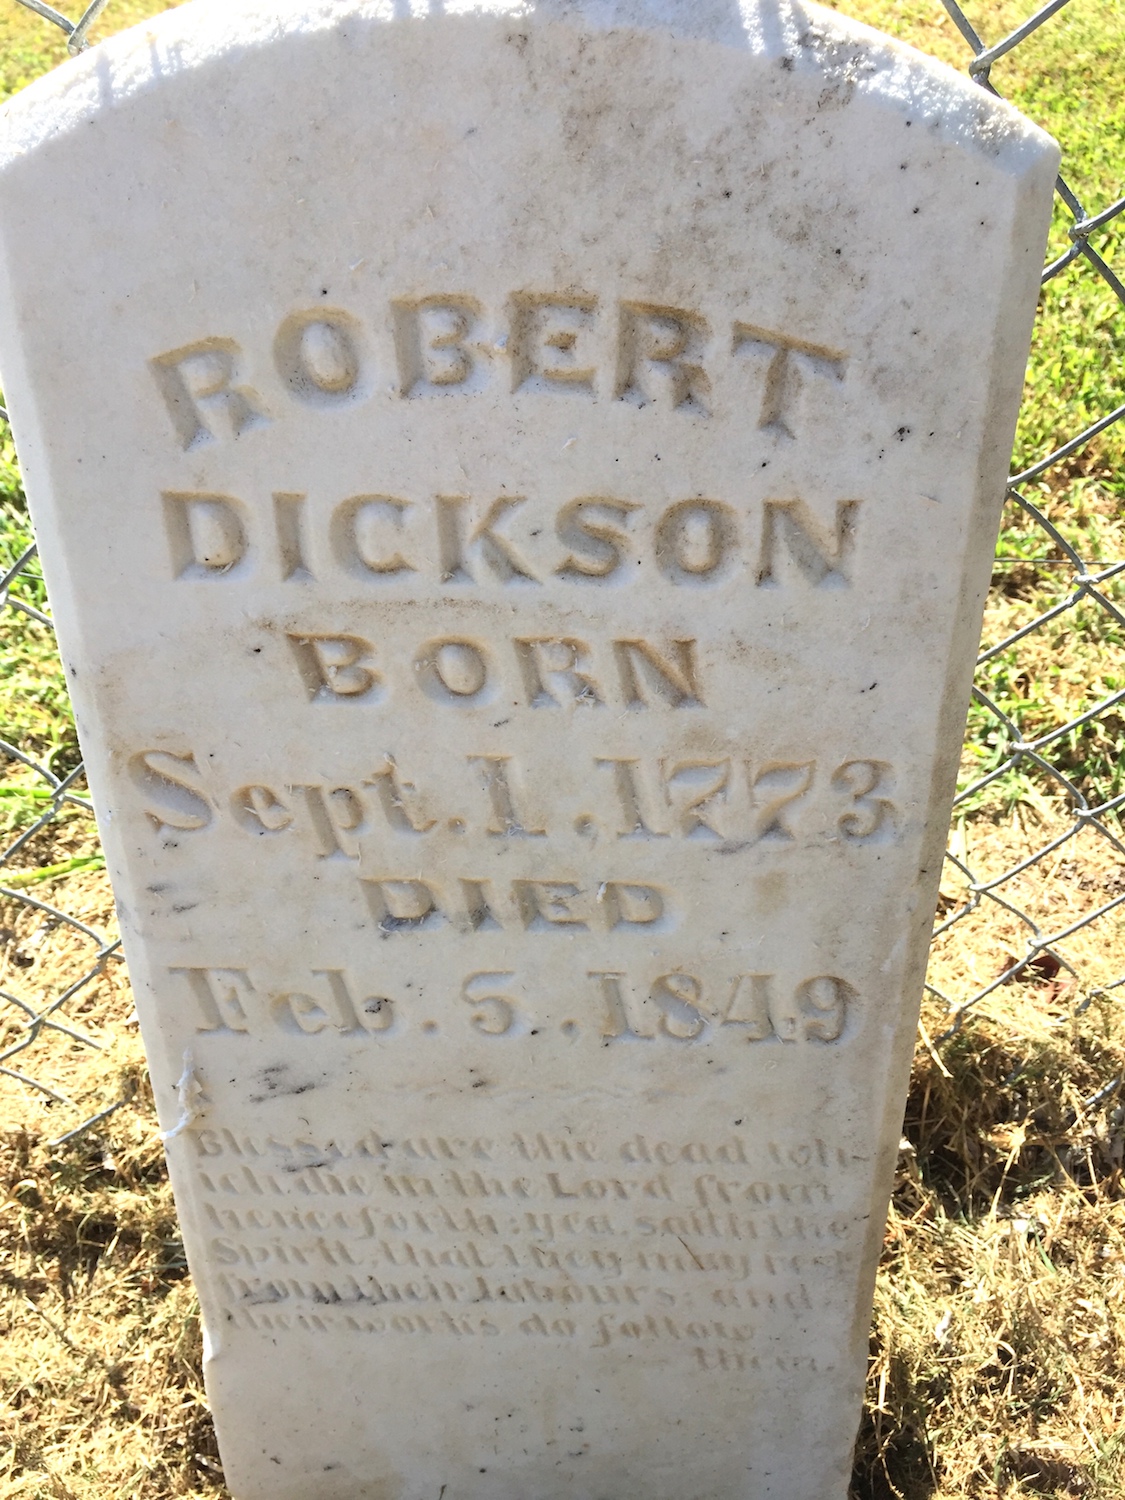 ROBERT
DICKSON
BORN
Sept. 1, 1773
DIED
Feb. 5, 1849
Blessed are the dead wh-
ich die in the Lord from
henceforth: yea, saith the
Spirit, that they may rest
from their labours; and
their works do follow
them.